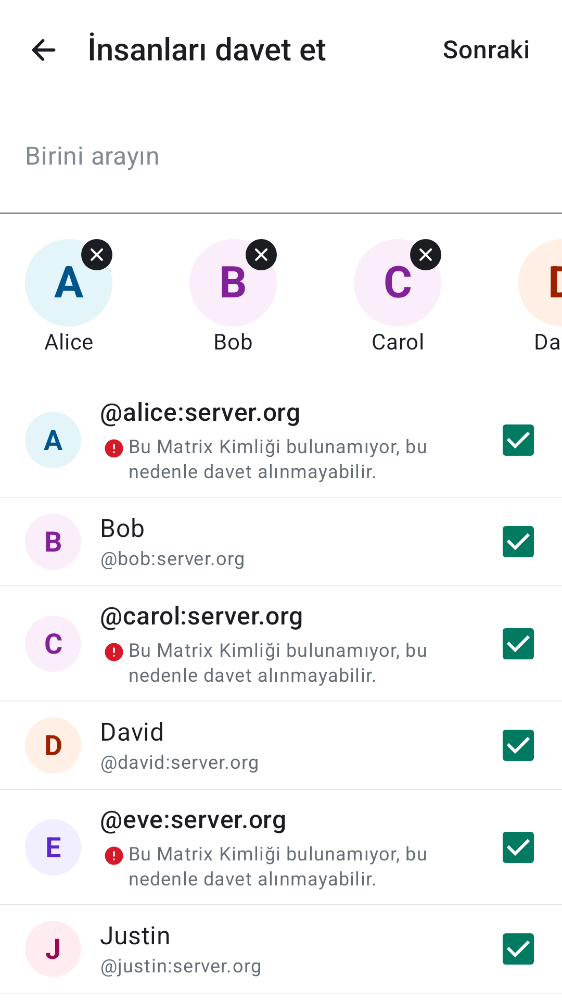 İnsanları davet et
Sonraki
Birini arayın
A
B
C
Alice
Bob
Carol
Da
A
@alice:server.org
Bu Matrix Kimliği bulunamıyor, bu
nedenle davet alınmayabilir.
B
Bob
@bob:server.org
C
@carol:server.org
Bu Matrix Kimliği bulunamıyor, bu
nedenle davet alınmayabilir.
D
David
@david:server.org
E
@eve:server.org
Bu Matrix Kimliği bulunamıyor, bu
nedenle davet alınmayabilir.
J
Justin
@justin:server.org